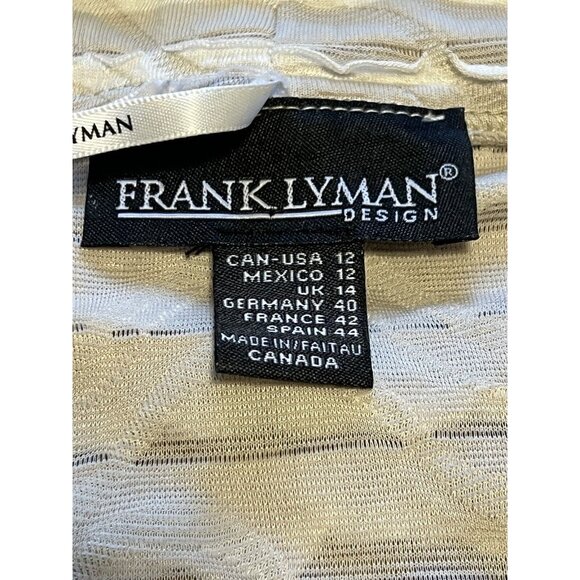 YMAN
FRANK LYMAN®
DESIGN
CAN-USA 12
MEXICO 12
UK 14
GERMANY 40
FRANCE 42
SPAIN 44
MADE IN/FAIT AU
CANADA